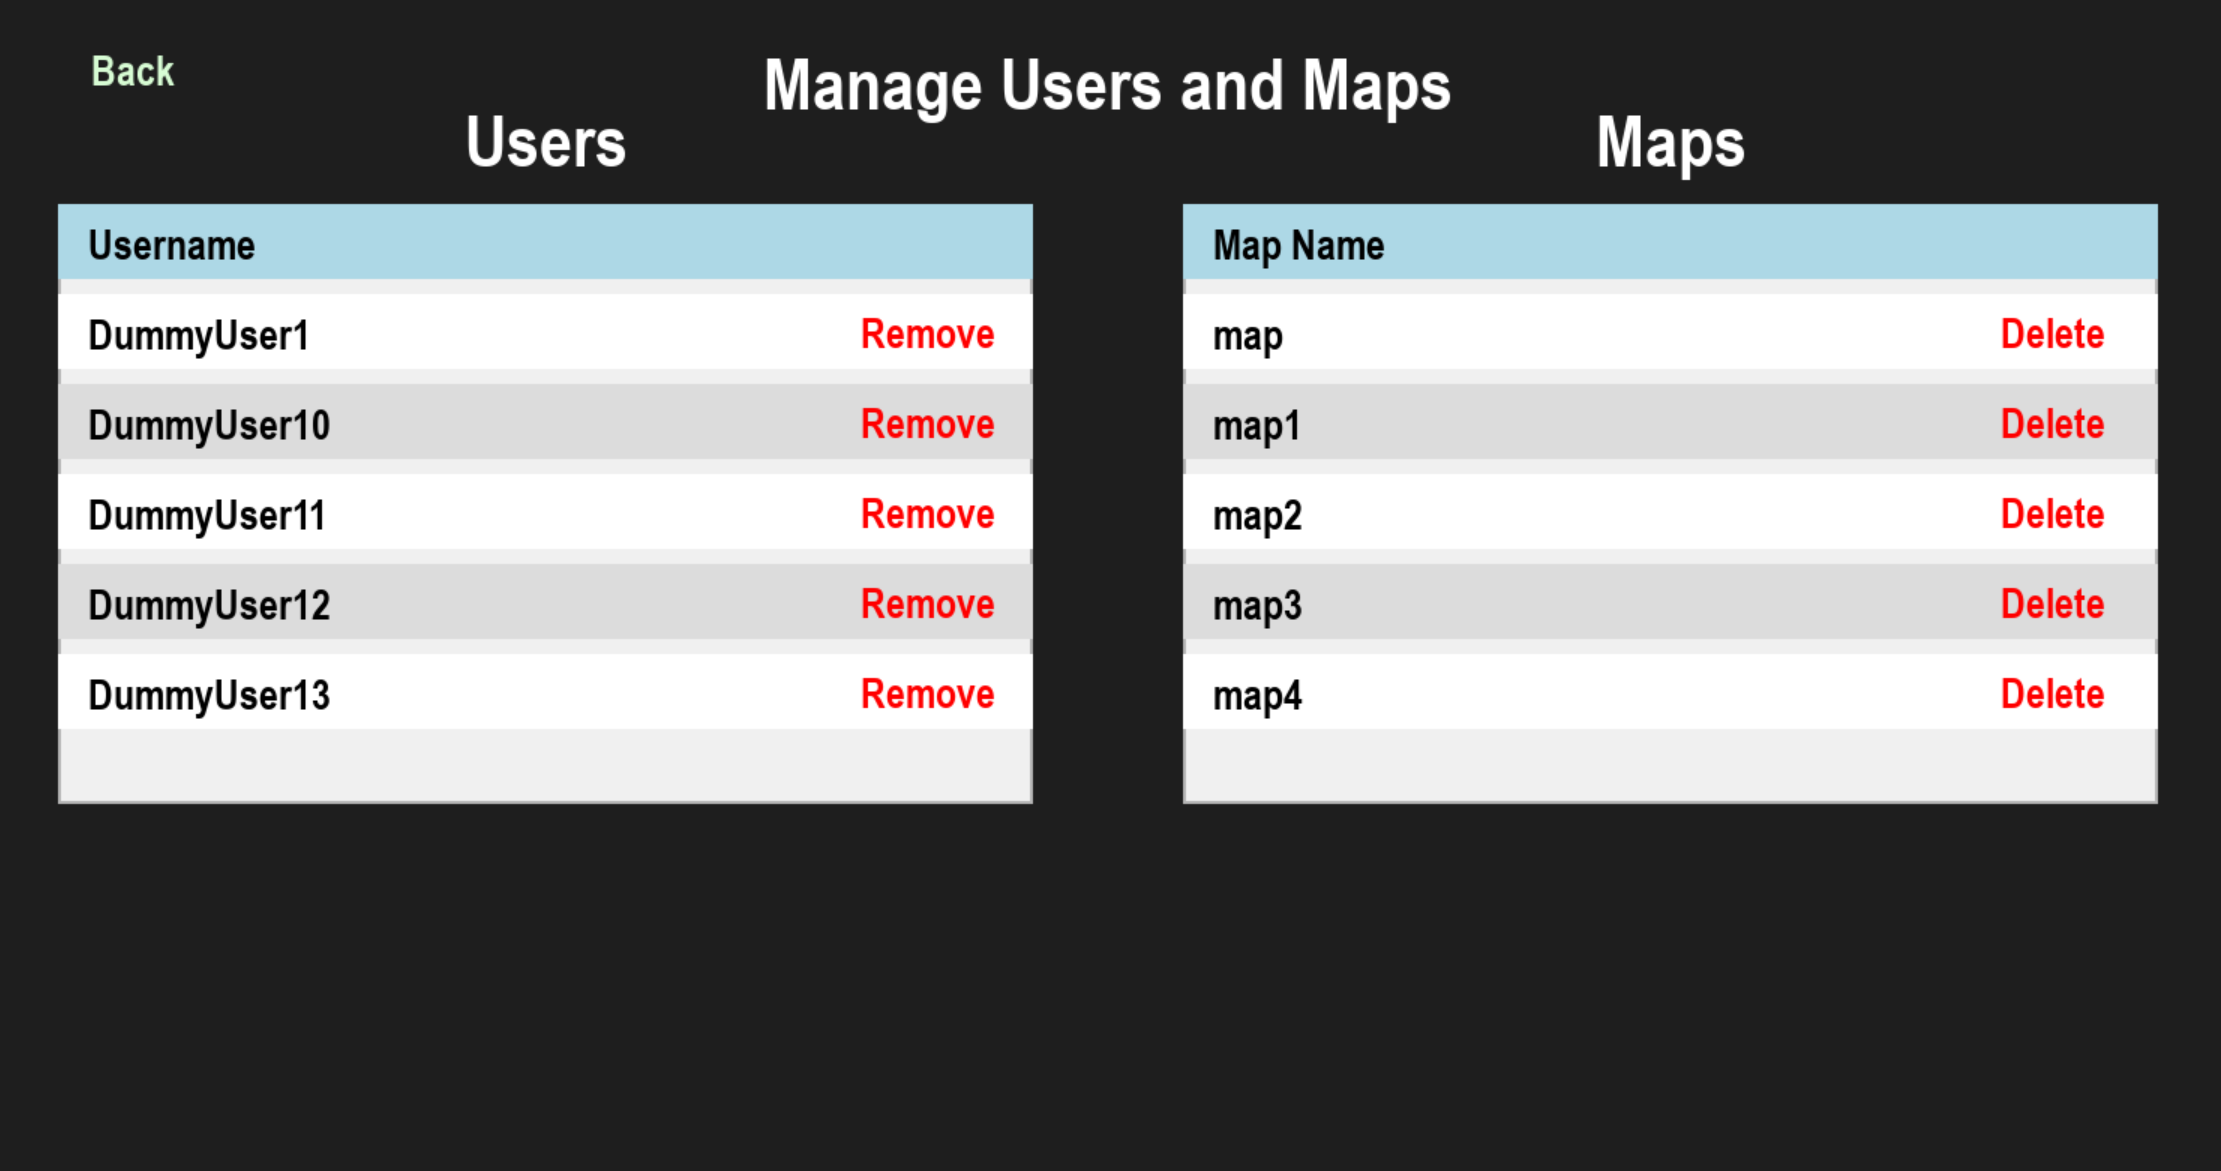 Back
Manage Users and Maps
Users
Maps
Username
DummyUser1 Remove
DummyUser10 Remove
DummyUser11 Remove
DummyUser12 Remove
DummyUser13 Remove
Map Name
map Delete
map1 Delete
map2 Delete
map3 Delete
map4 Delete